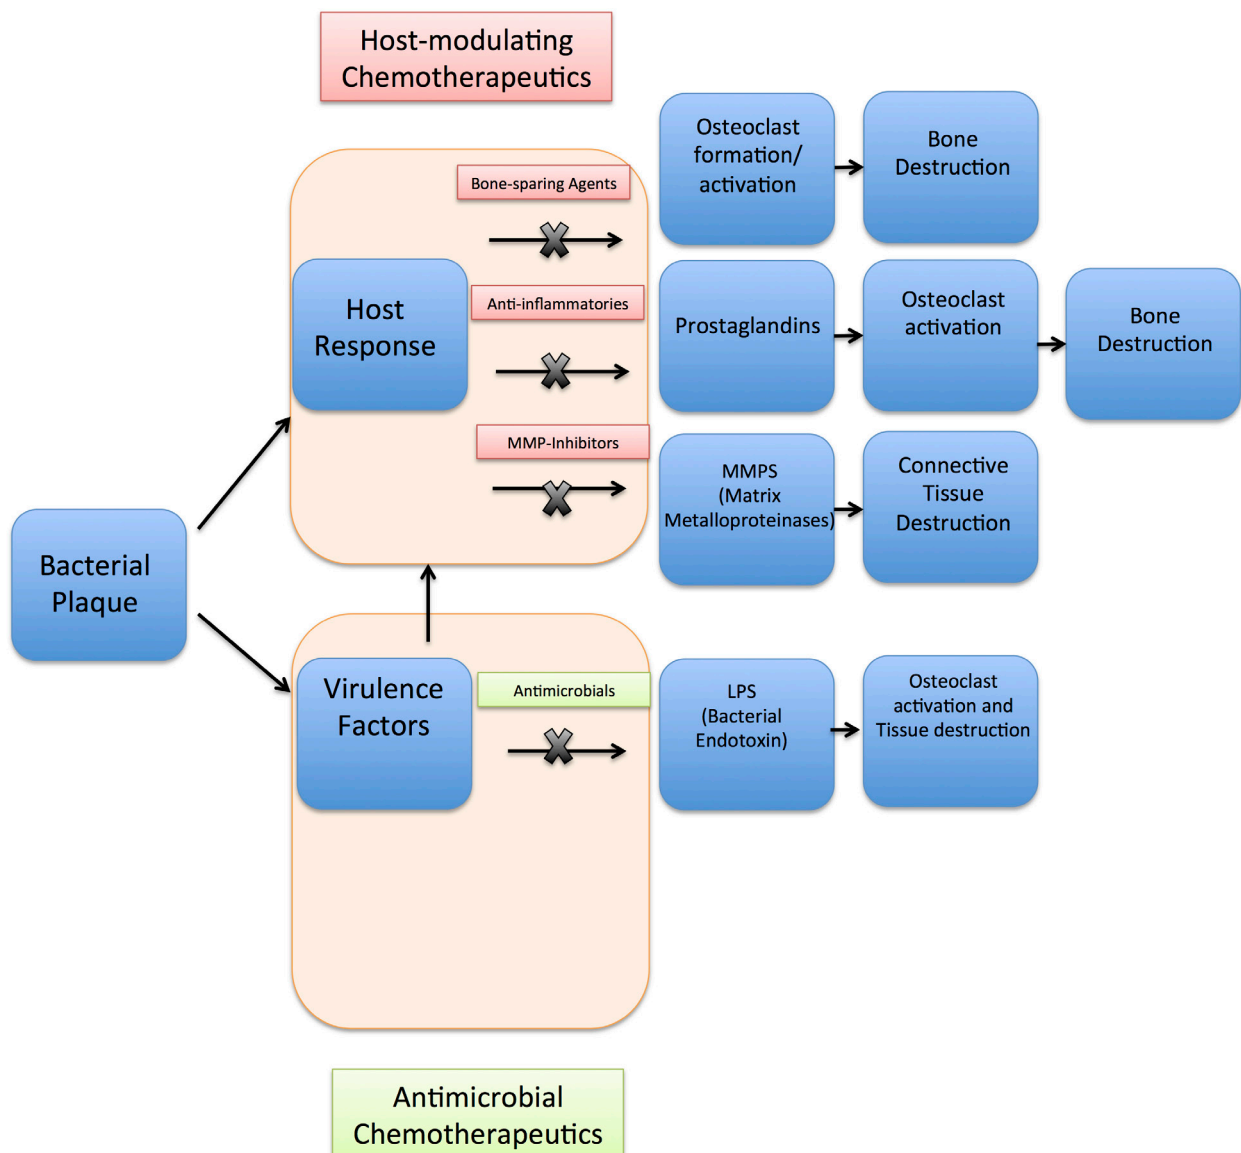 Host-modulating
Chemotherapeutics
Bone-sparing Agents
Osteoclast
formation/
activation
Bone
Destruction
Host
Response
Anti-inflammatories
Prostaglandins
Osteoclast
activation
Bone
Destruction
MMP-Inhibitors
MMPS
(Matrix
Metalloproteinases)
Connective
Tissue
Destruction
Bacterial
Plaque
Virulence
Factors
Antimicrobials
LPS
(Bacterial
Endotoxin)
Osteoclast
activation and
Tissue destruction
Antimicrobial
Chemotherapeutics